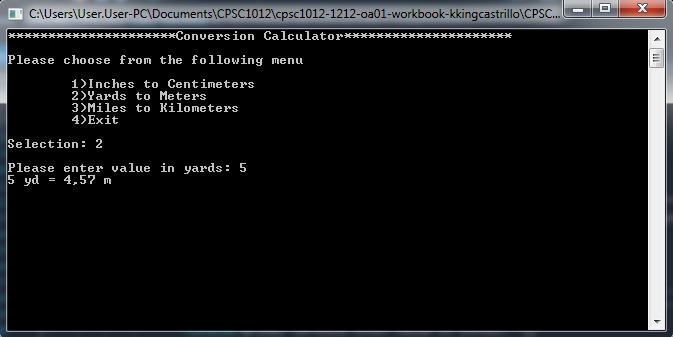 C:\Users\User.User-PC\Documents\CPSC1012\cpsc1012-1212-oa01-workbook-kkingcastrillo\CPSC...
*********************Conversion Calculator*********************
Please choose from the following menu
1)Inches to Centimeters
2)Yards to Meters
3)Miles to Kilometers
4)Exit
Selection: 2
Please enter value in yards: 5
5 yd = 4,57 m